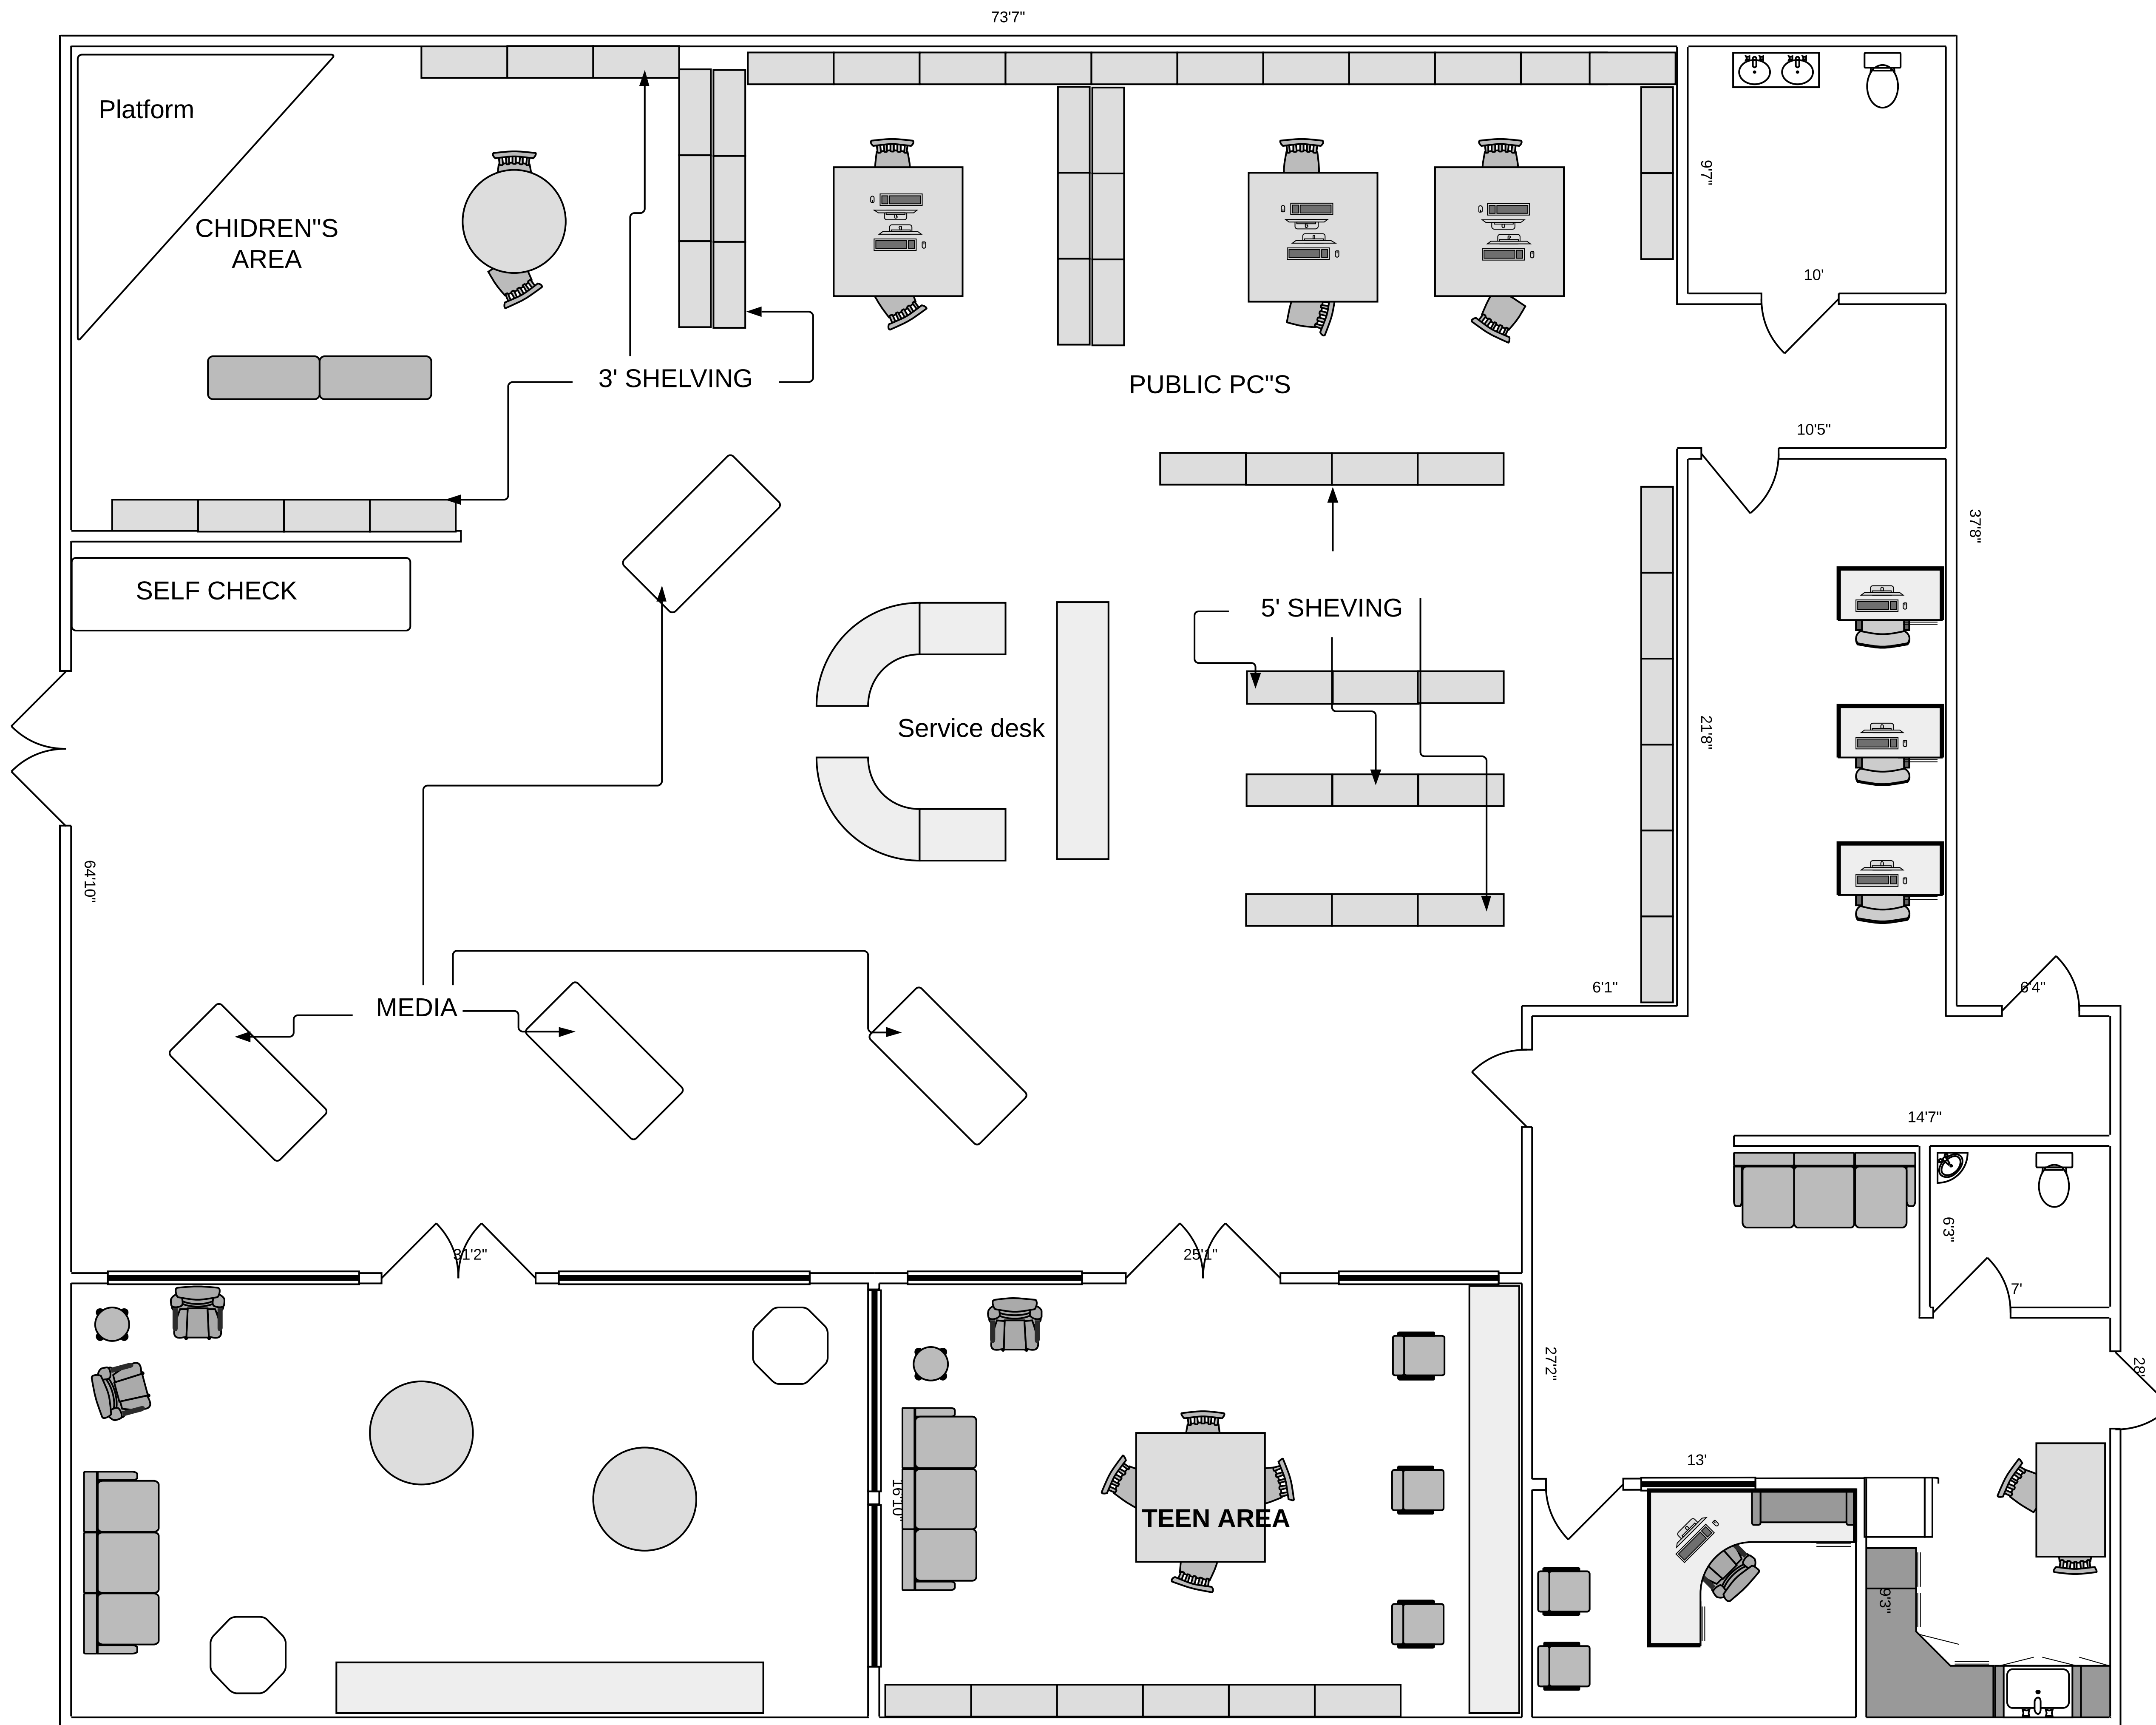 73'7"
Platform
9'7"
CHIDREN"S
AREA
10'
3' SHELVING
PUBLIC PC"S
10'5"
37'8"
SELF CHECK
5' SHEVING
Service desk
21'8"
64'10"
6'1"
6'4"
MEDIA
14'7"
6'3"
31'2"
25'1"
7'
27'2"
28'
13'
16'10"
TEEN AREA
9'3"